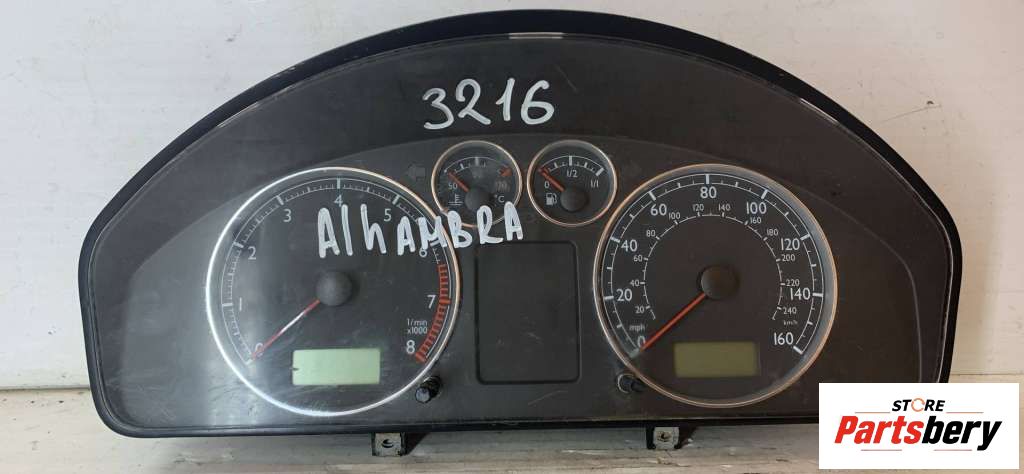 3216
AlhAMBRA
50 90 130
°C
0 1/2 1/1
0 1 2 3 4 5 6 7 8
1/min
x1000
0 20 40 60 80 100 120 140 160
mph
20 40 60 80 100 120 140 160 180 200 220 240
km/h
STORE
Partsbery